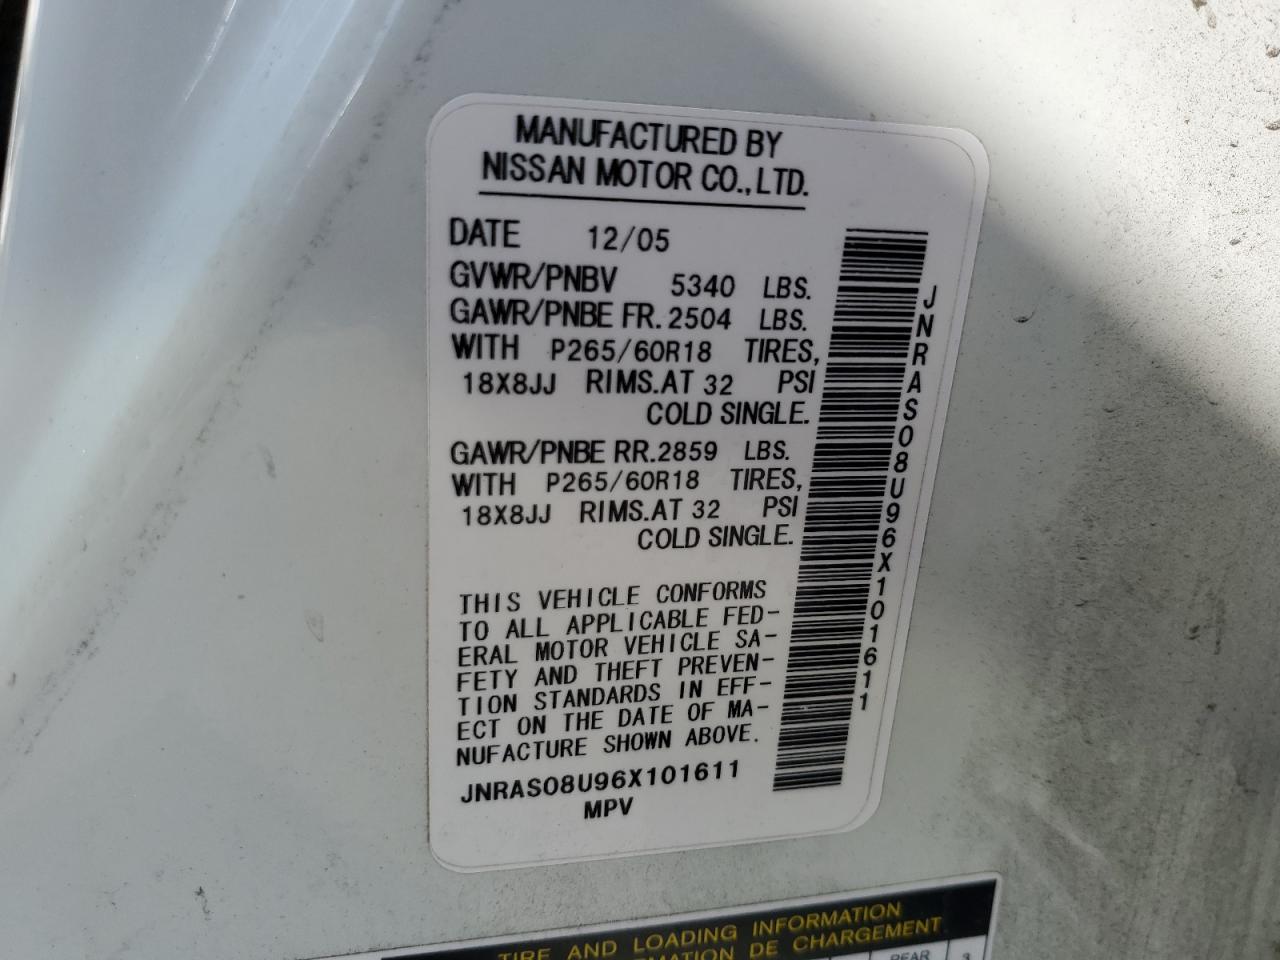 MANUFACTURED BY
NISSAN MOTOR CO., LTD.
DATE 12/05
GVWR/PNBV 5340 LBS.
GAWR/PNBE FR. 2504 LBS.
WITH P265/60R18 TIRES,
18X8JJ RIMS. AT 32 PSI
COLD SINGLE.
GAWR/PNBE RR. 2859 LBS.
WITH P265/60R18 TIRES,
18X8JJ RIMS. AT 32 PSI
COLD SINGLE.
THIS VEHICLE CONFORMS
TO ALL APPLICABLE FED-
ERAL MOTOR VEHICLE SA-
FETY AND THEFT PREVEN-
TION STANDARDS IN EFF-
ECT ON THE DATE OF MA-
NUFACTURE SHOWN ABOVE.
JNRAS08U96X101611
MPV
JNRAS08U96X101611
TIRE AND LOADING INFORMATION
DE CHARGEMENT
REAR